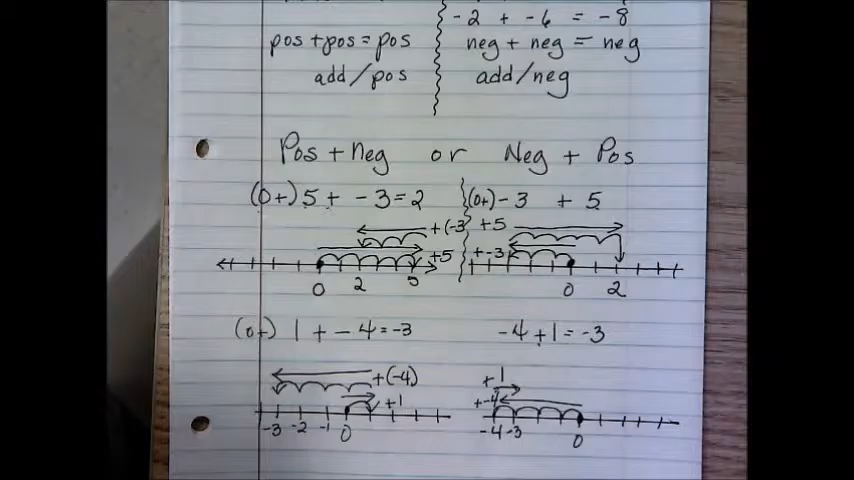 -2 + -6 = -8
pos + pos = pos
neg + neg = neg
add/pos
add/neg
Pos + neg or Neg + Pos
(0+) 5 + -3 = 2
(0+) -3 + 5
+(-3
+5
+5
+-3
0 2 5
0 2
(0+) 1 + -4 = -3
-4 + 1 = -3
+(-4)
+1
+1
+-4
-3 -2 -1 0
-4 -3 0